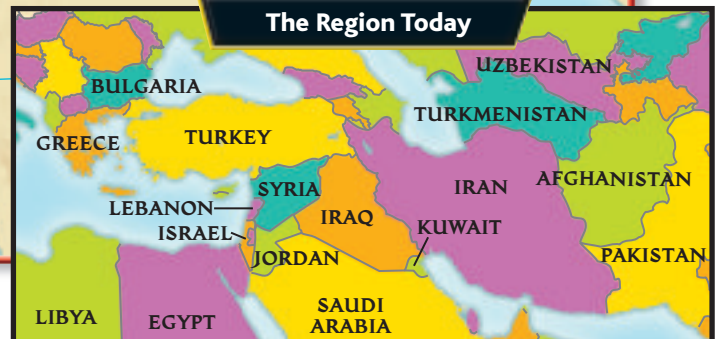 The Region Today
UZBEKISTAN
BULGARIA
TURKMENISTAN
GREECE
TURKEY
SYRIA
IRAN
AFGHANISTAN
LEBANON
IRAQ
KUWAIT
ISRAEL
JORDAN
PAKISTAN
SAUDI
ARABIA
LIBYA
EGYPT